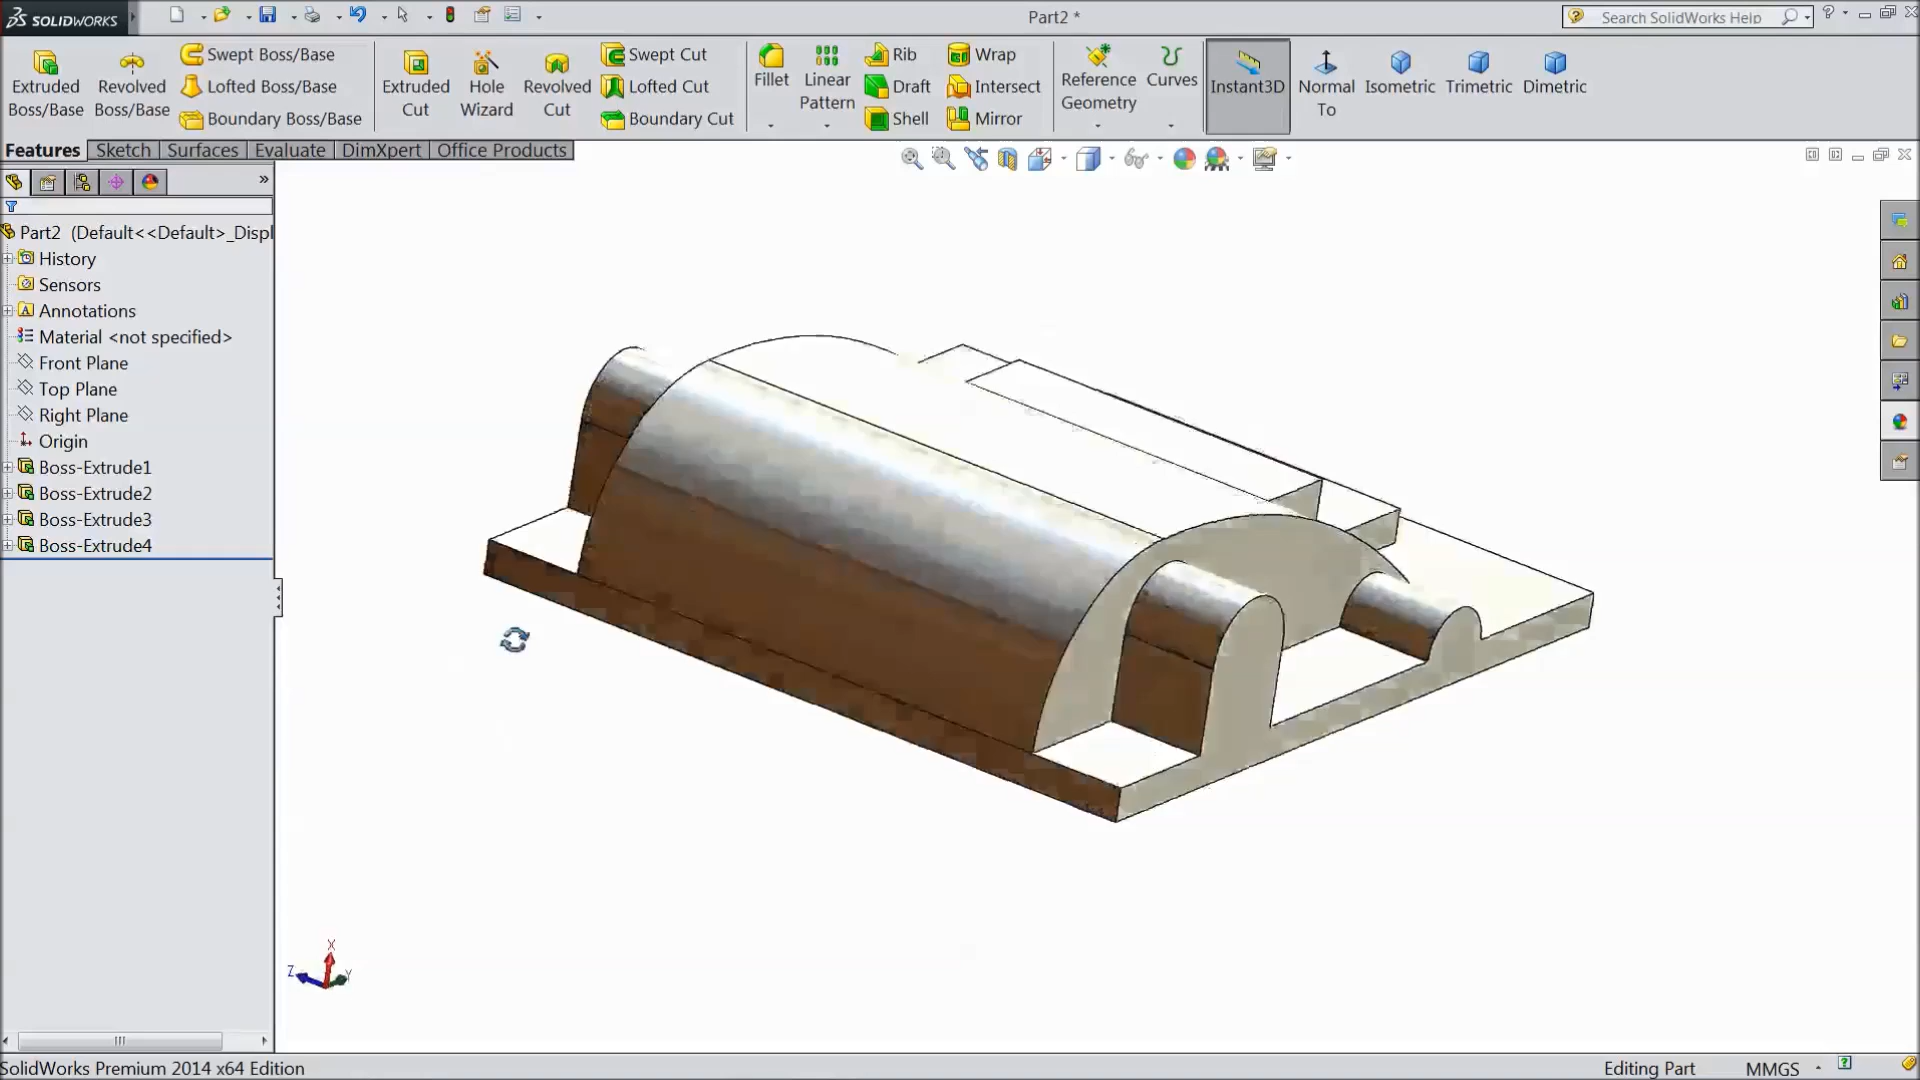 SOLIDWORKS
Part2 *
Search SolidWorks Help
Extruded Boss/Base
Revolved Boss/Base
Swept Boss/Base
Lofted Boss/Base
Boundary Boss/Base
Extruded Cut
Hole Wizard
Revolved Cut
Swept Cut
Lofted Cut
Boundary Cut
Fillet
Linear Pattern
Rib
Draft
Shell
Wrap
Intersect
Mirror
Reference Geometry
Curves
Instant3D
Normal To
Isometric
Trimetric
Dimetric
Features
Sketch
Surfaces
Evaluate
DimXpert
Office Products
Part2 (Default<<Default>_Displ
History
Sensors
Annotations
Material <not specified>
Front Plane
Top Plane
Right Plane
Origin
Boss-Extrude1
Boss-Extrude2
Boss-Extrude3
Boss-Extrude4
X
Z
Y
SolidWorks Premium 2014 x64 Edition
Editing Part
MMGS